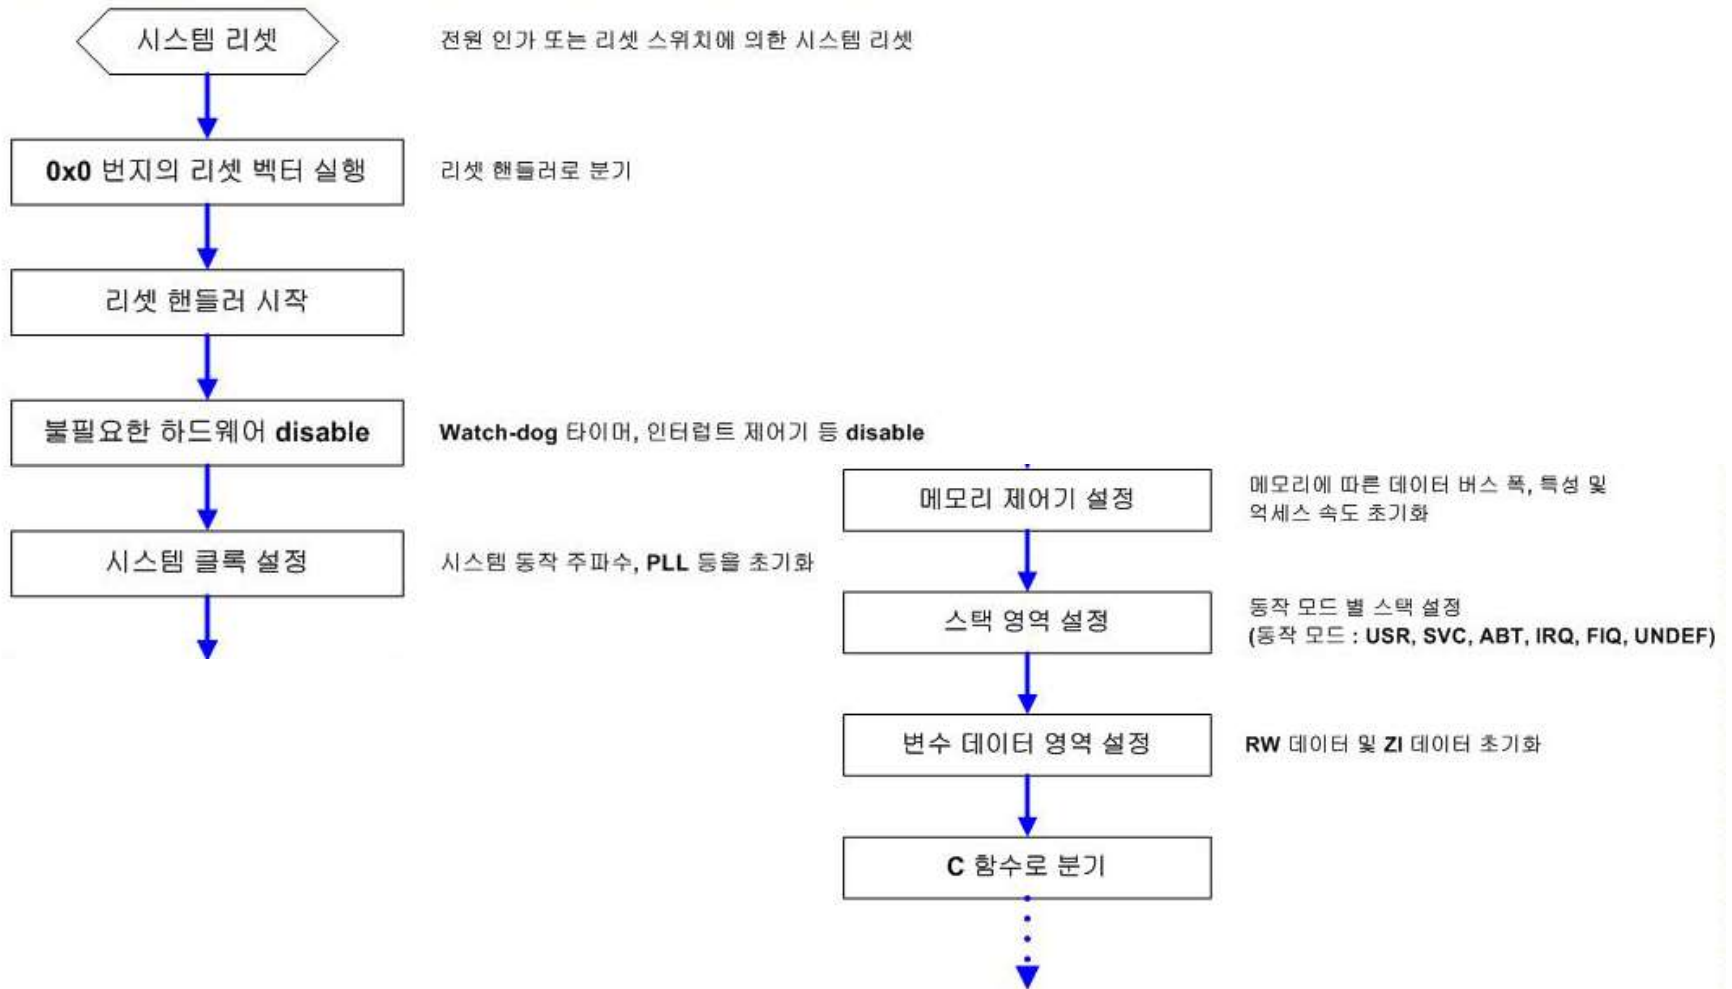 시스템 리셋
전원 인가 또는 리셋 스위치에 의한 시스템 리셋
0x0 번지의 리셋 벡터 실행
리셋 핸들러로 분기
리셋 핸들러 시작
불필요한 하드웨어 disable
Watch-dog 타이머, 인터럽트 제어기 등 disable
시스템 클록 설정
시스템 동작 주파수, PLL 등을 초기화
메모리 제어기 설정
메모리에 따른 데이터 버스 폭, 특성 및
억세스 속도 초기화
스택 영역 설정
동작 모드 별 스택 설정
(동작 모드 : USR, SVC, ABT, IRQ, FIQ, UNDEF)
변수 데이터 영역 설정
RW 데이터 및 ZI 데이터 초기화
C 함수로 분기